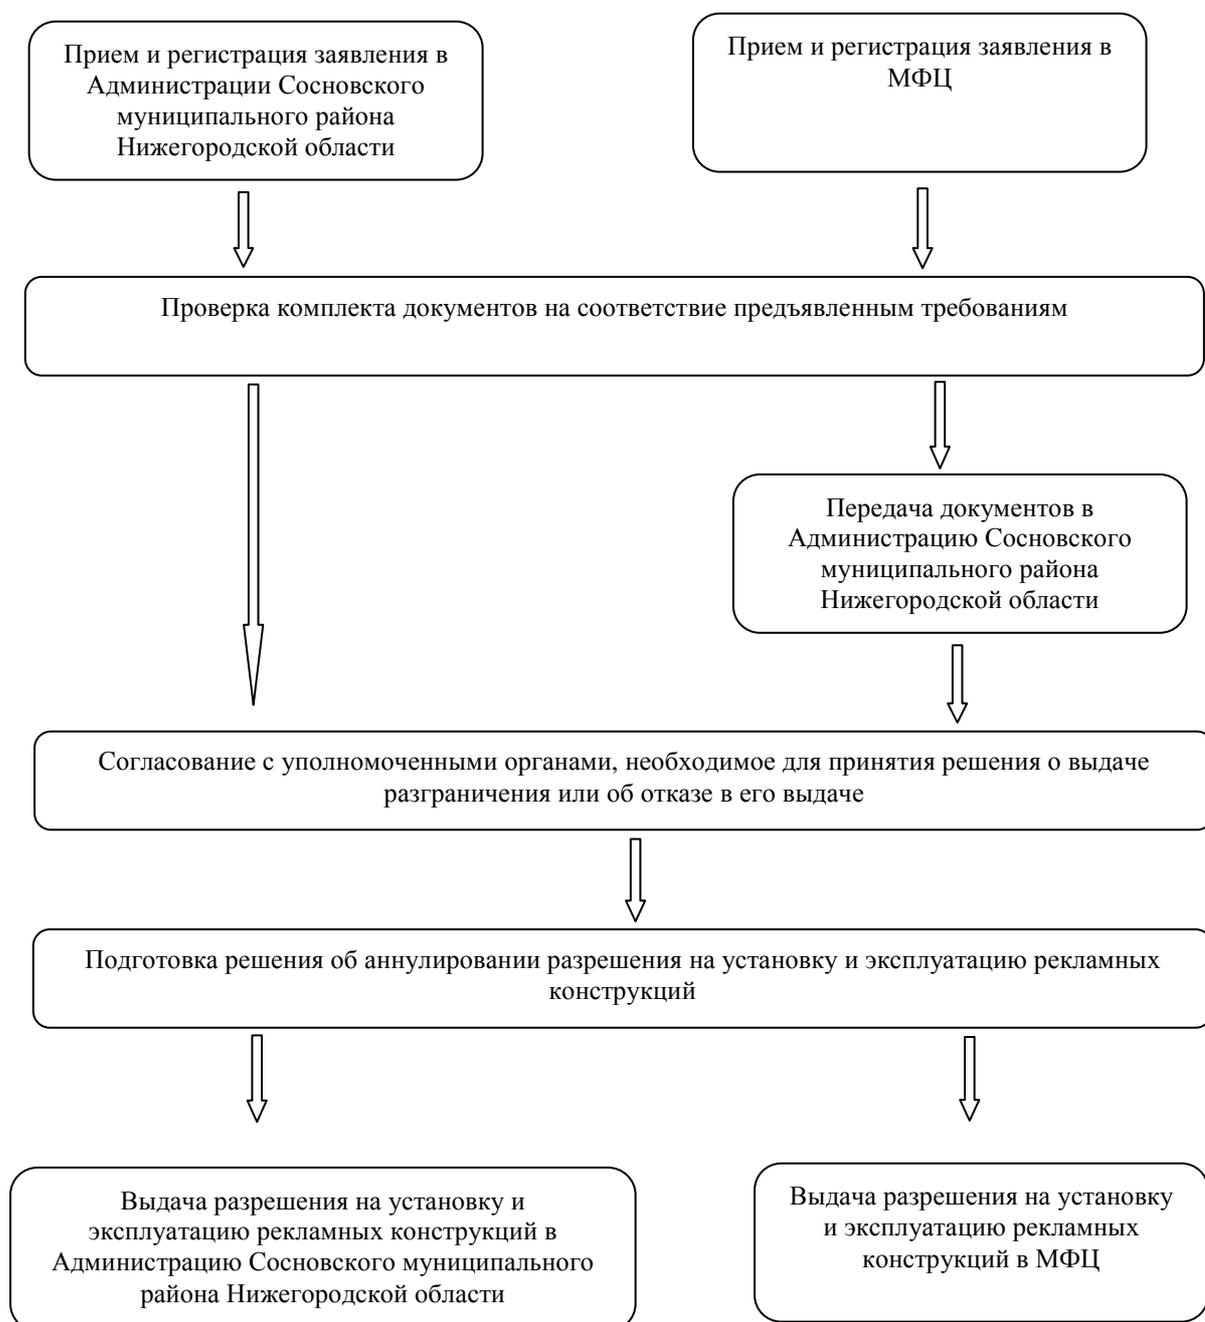 Прием и регистрация заявления в
Администрации Сосновского
муниципального района
Нижегородской области
Прием и регистрация заявления в
МФЦ
Проверка комплекта документов на соответствие предъявленным требованиям
Передача документов в
Администрацию Сосновского
муниципального района
Нижегородской области
Согласование с уполномоченными органами, необходимое для принятия решения о выдаче
разграничения или об отказе в его выдаче
Подготовка решения об аннулировании разрешения на установку и эксплуатацию рекламных
конструкций
Выдача разрешения на установку и
эксплуатацию рекламных конструкций в
Администрацию Сосновского муниципального
района Нижегородской области
Выдача разрешения на установку
и эксплуатацию рекламных
конструкций в МФЦ